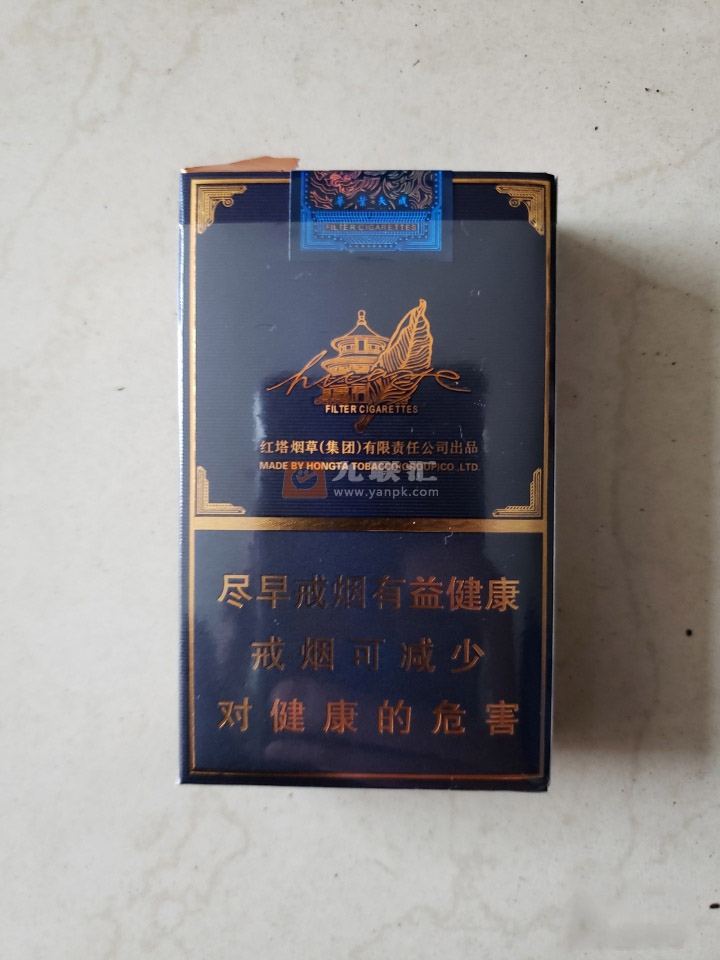 FILTER CIGARETTES
FILTER CIGARETTES
红塔烟草(集团)有限责任公司出品
MADE BY HONGTA TOBACCO(GROUP)CO.,LTD.
www.yanpk.com
尽早戒烟有益健康
戒烟可减少
对健康的危害